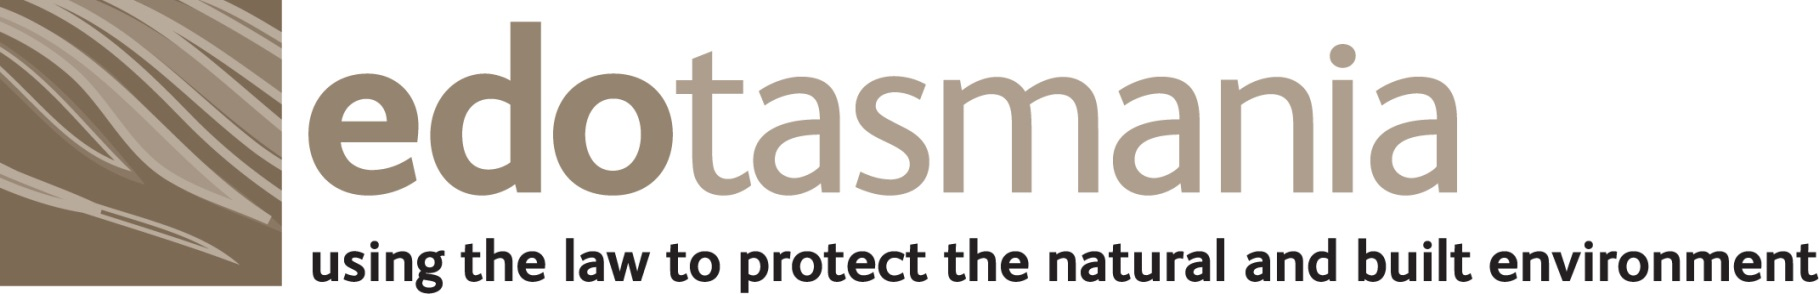 edotasmania
using the law to protect the natural and built environment